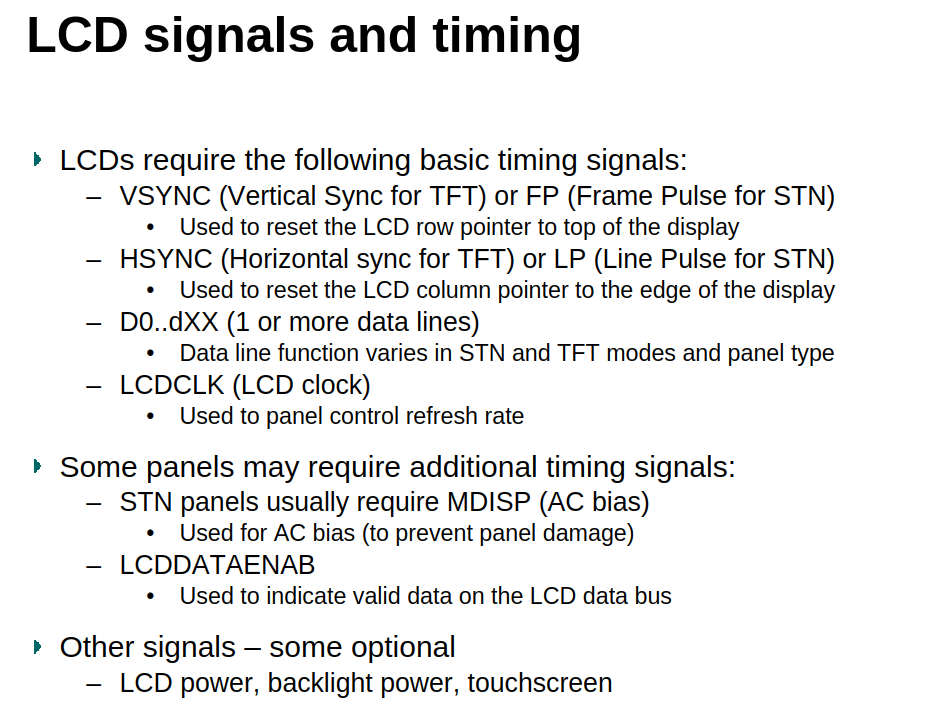 LCD signals and timing
LCDs require the following basic timing signals:
– VSYNC (Vertical Sync for TFT) or FP (Frame Pulse for STN)
• Used to reset the LCD row pointer to top of the display
– HSYNC (Horizontal sync for TFT) or LP (Line Pulse for STN)
• Used to reset the LCD column pointer to the edge of the display
– D0..dXX (1 or more data lines)
• Data line function varies in STN and TFT modes and panel type
– LCDCLK (LCD clock)
• Used to panel control refresh rate
Some panels may require additional timing signals:
– STN panels usually require MDISP (AC bias)
• Used for AC bias (to prevent panel damage)
– LCDDATAENAB
• Used to indicate valid data on the LCD data bus
Other signals – some optional
– LCD power, backlight power, touchscreen